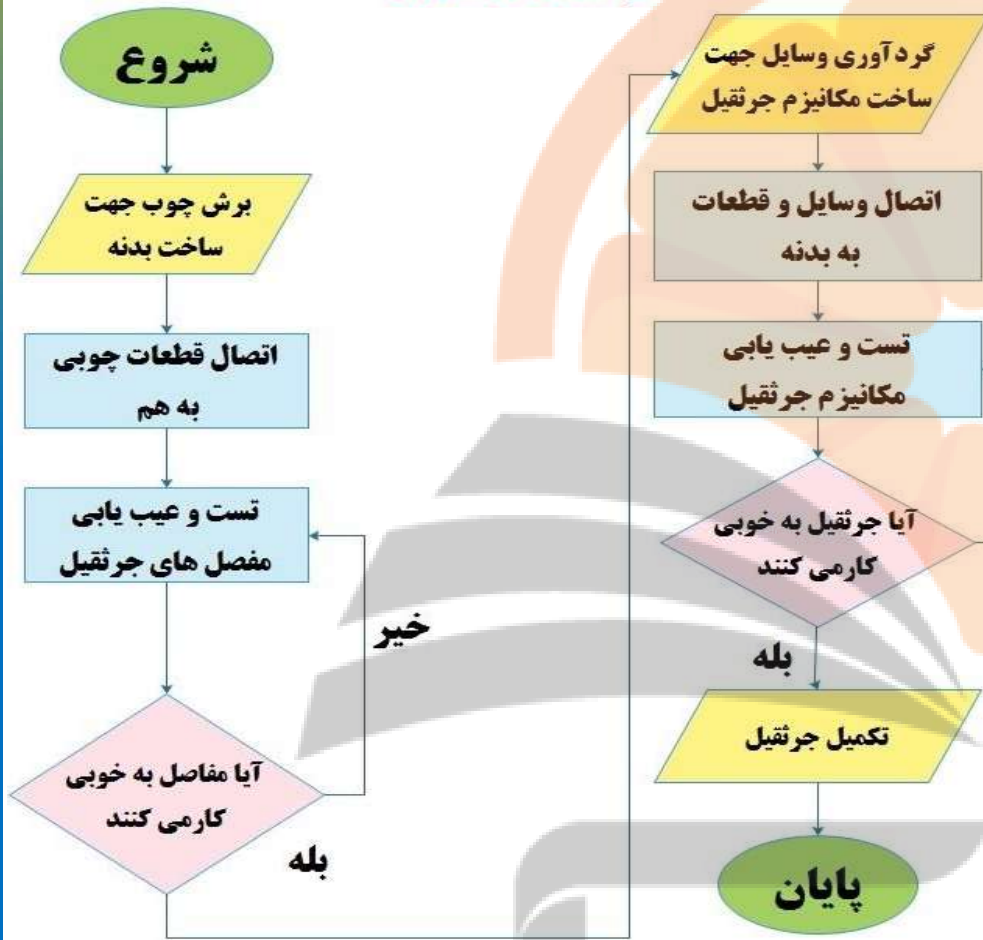 شروع
برش چوب جهت
ساخت بدنه
اتصال قطعات چوبی
به هم
تست و عیب یابی
مفصل های جرثقیل
خیر
آیا مفاصل به خوبی
کارمی کنند
بله
گردآوری وسایل جهت
ساخت مکانیزم جرثقیل
اتصال وسایل و قطعات
به بدنه
تست و عیب یابی
مکانیزم جرثقیل
آیا جرثقیل به خوبی
کارمی کنند
بله
تکمیل جرثقیل
پایان